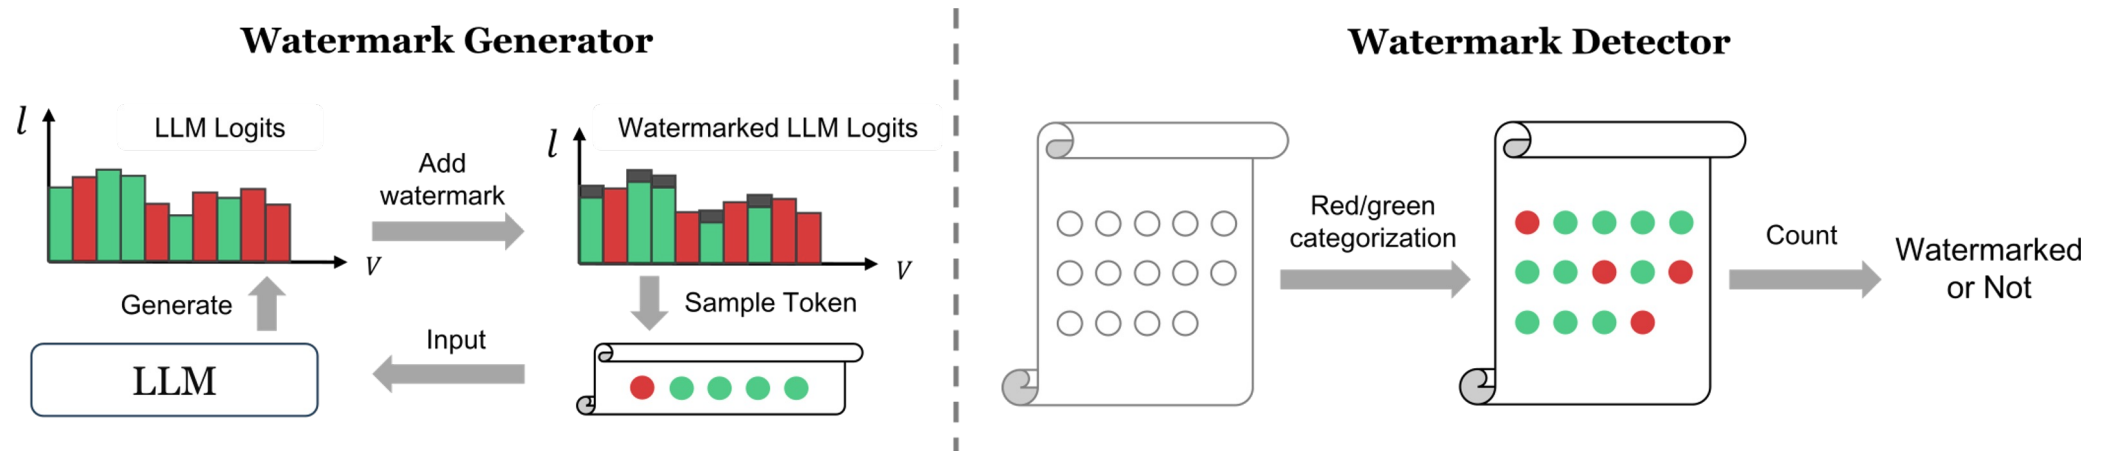 Watermark Generator
l
LLM Logits
V
Add
watermark
l
Watermarked LLM Logits
V
Generate
Sample Token
Input
LLM
Watermark Detector
Red/green
categorization
Count
Watermarked
or Not